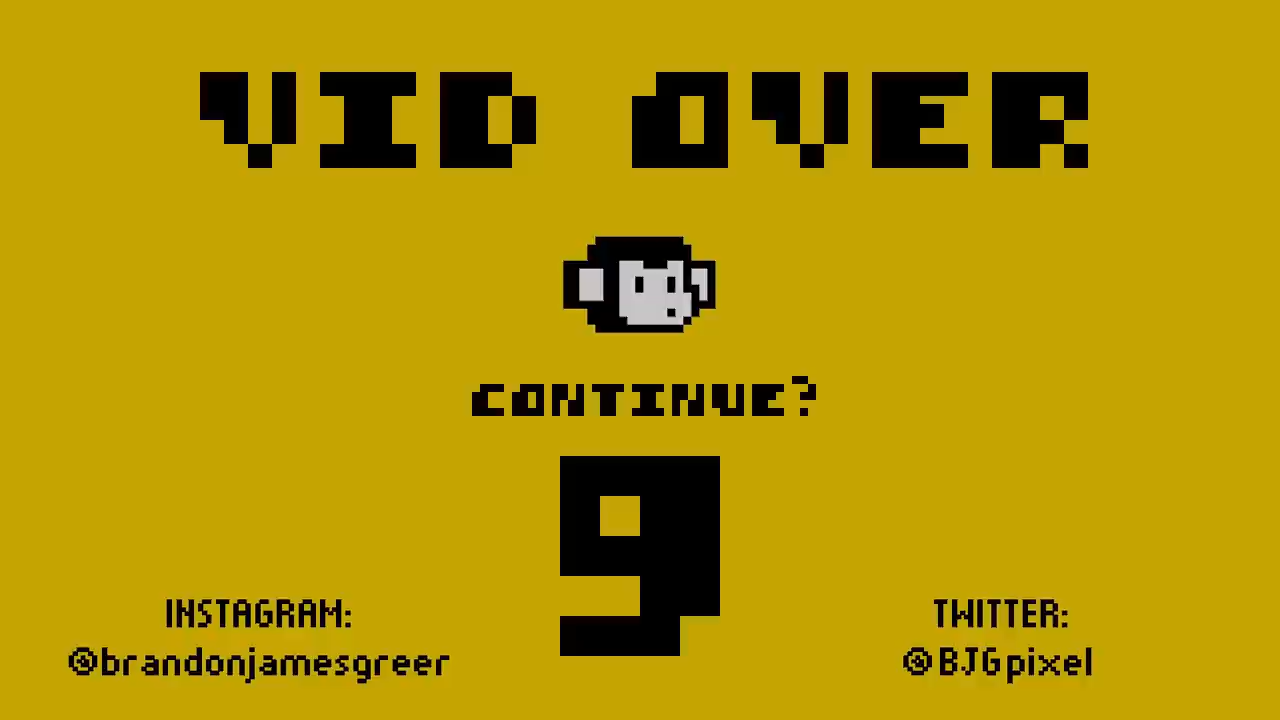 VID OVER
CONTINUE?
9
INSTAGRAM:
@brandonjamesgreer
TWITTER:
@BJGpixel